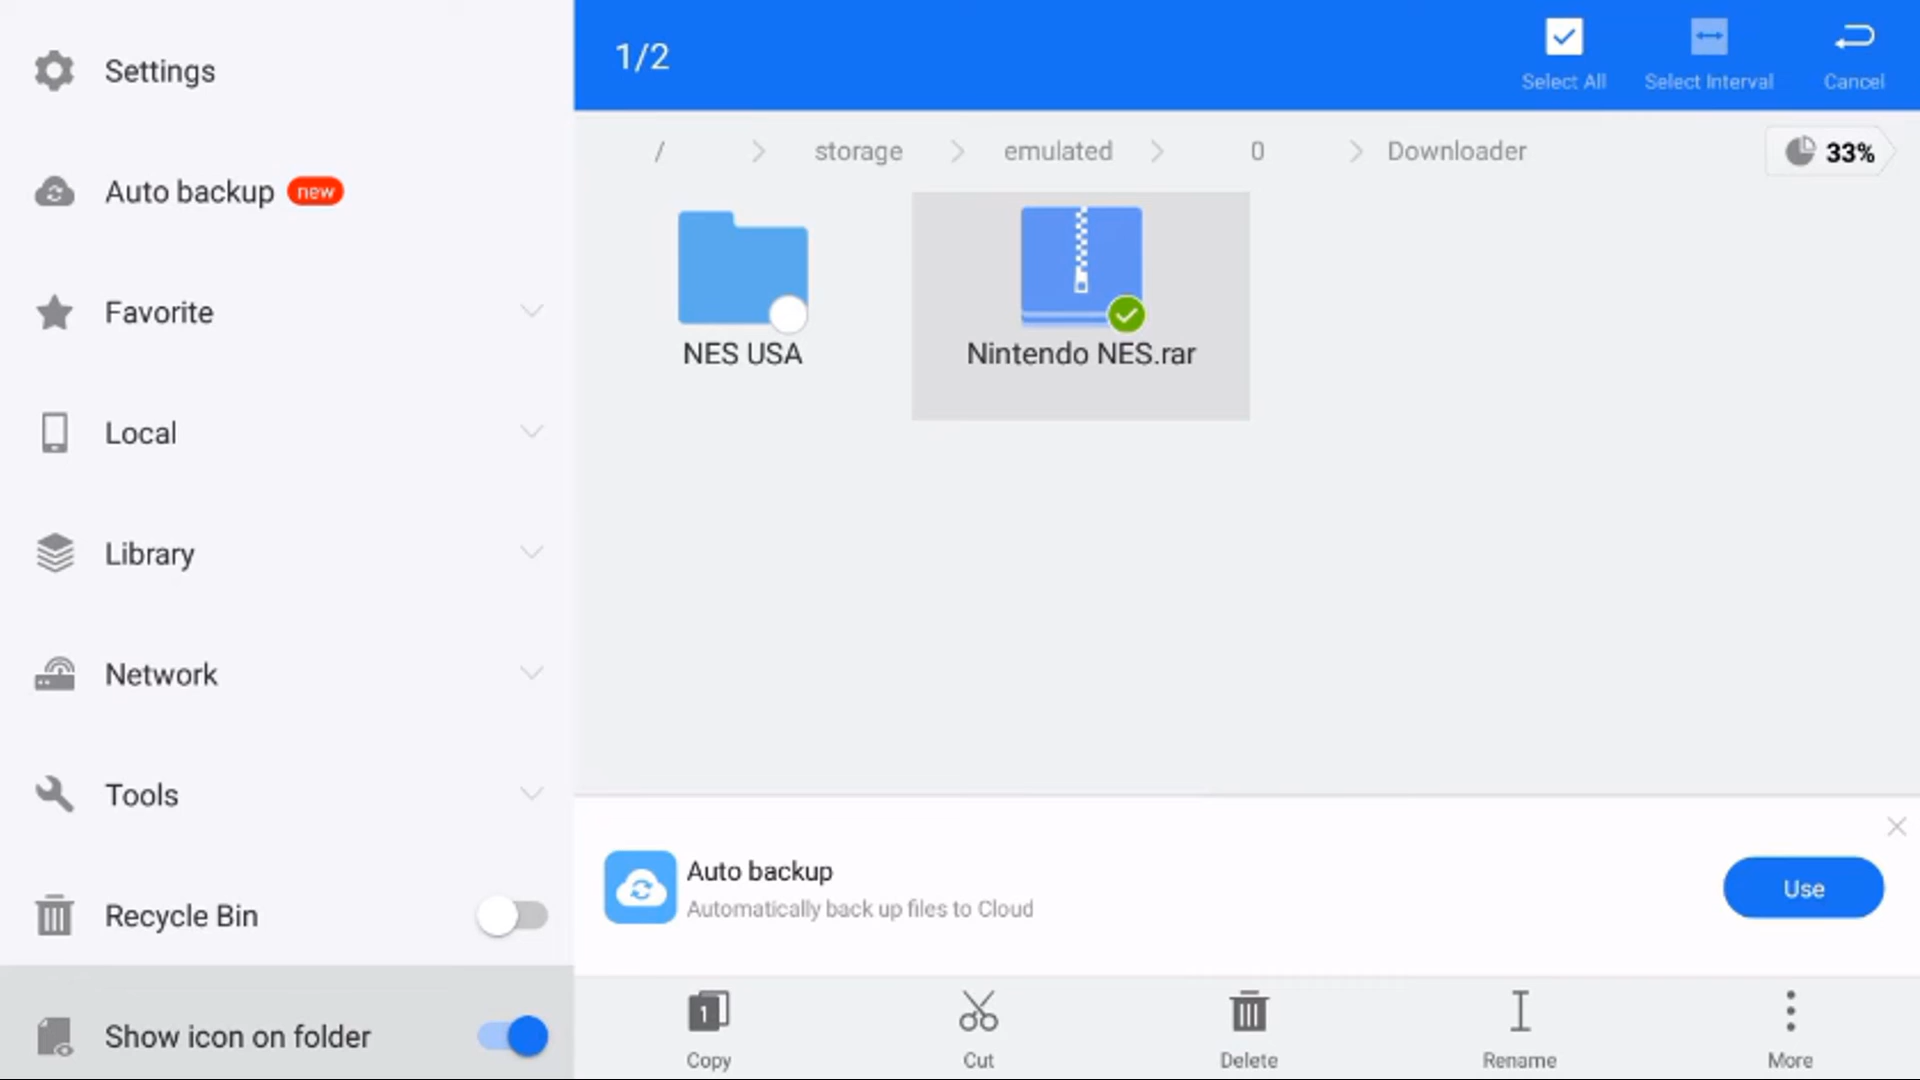 Settings
Auto backup new
Favorite
Local
Library
Network
Tools
Recycle Bin
Show icon on folder
1/2
Select All
Select Interval
Cancel
/ storage emulated 0 Downloader
33%
NES USA
Nintendo NES.rar
Auto backup
Automatically back up files to Cloud
Use
1
Copy
Cut
Delete
Rename
More